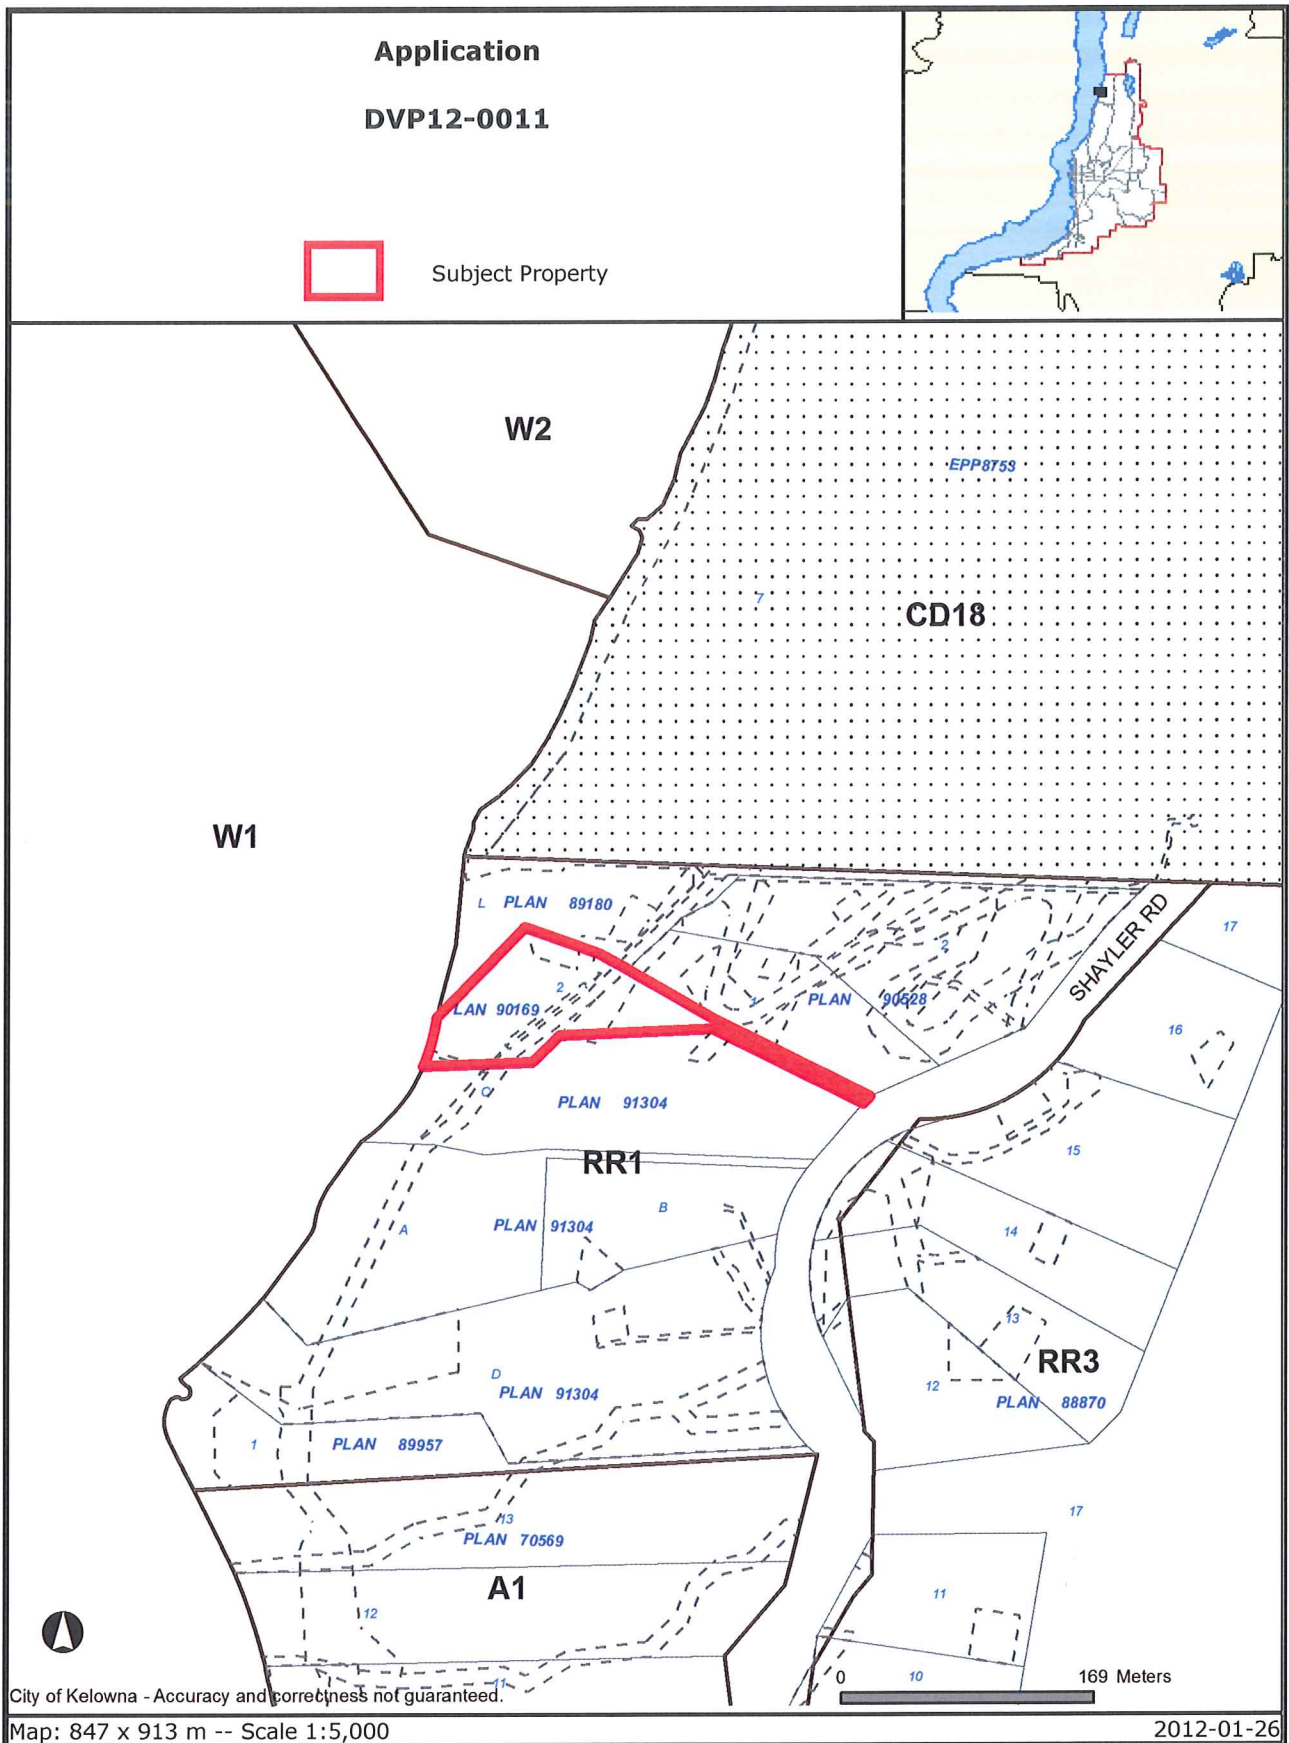 Application
DVP12-0011
Subject Property
W2
EPP8753
7
CD18
W1
L PLAN 89180
SHAYLER RD
17
2
2
1
PLAN 90528
LAN 90169
16
C
PLAN 91304
RR1
15
B
A
PLAN 91304
14
13
RR3
D
PLAN 91304
12
PLAN 88870
1
PLAN 89957
17
13
PLAN 70569
A1
11
12
10
11
0
169 Meters
City of Kelowna - Accuracy and correctness not guaranteed.
Map: 847 x 913 m -- Scale 1:5,000
2012-01-26